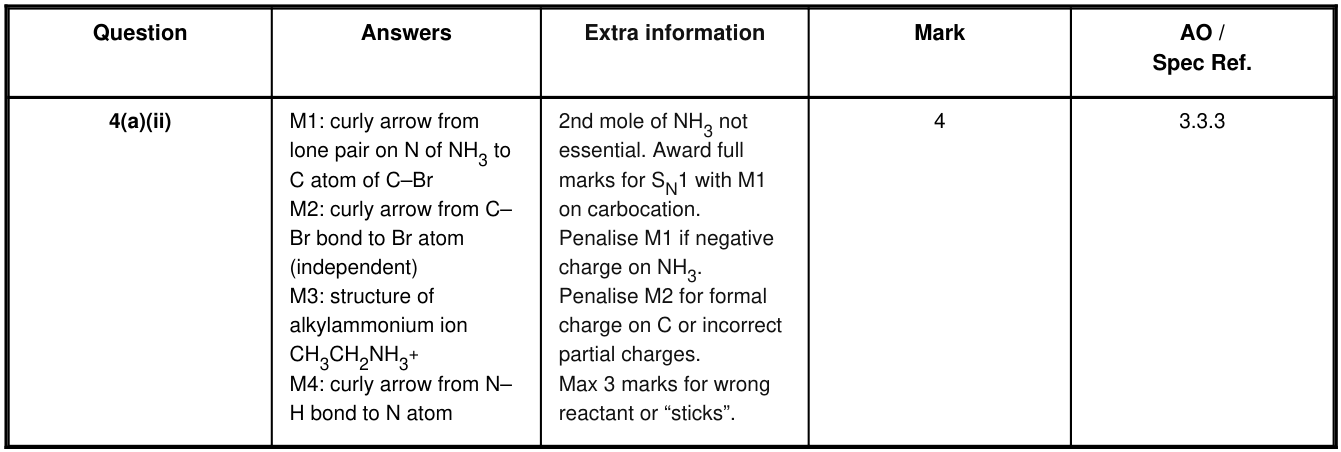 Question Answers Extra information Mark AO /
Spec Ref.
4(a)(ii)
M1: curly arrow from
lone pair on N of NH₃ to
C atom of C–Br
M2: curly arrow from C–
Br bond to Br atom
(independent)
M3: structure of
alkylammonium ion
CH₃CH₂NH₃+
M4: curly arrow from N–
H bond to N atom
2nd mole of NH₃ not
essential. Award full
marks for S_N1 with M1
on carbocation.
Penalise M1 if negative
charge on NH₃.
Penalise M2 for formal
charge on C or incorrect
partial charges.
Max 3 marks for wrong
reactant or “sticks”.
4
3.3.3